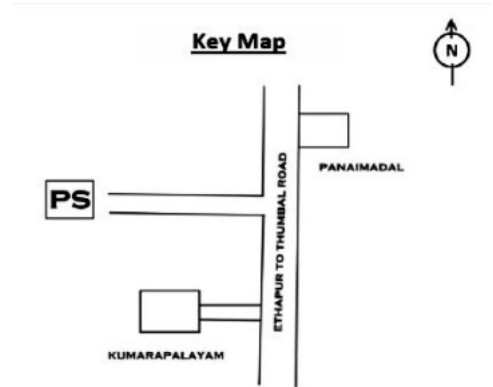 Key Map
N
PANAIMADAL
PS
ETHAPUR TO THUMBAL ROAD
KUMARAPALAYAM